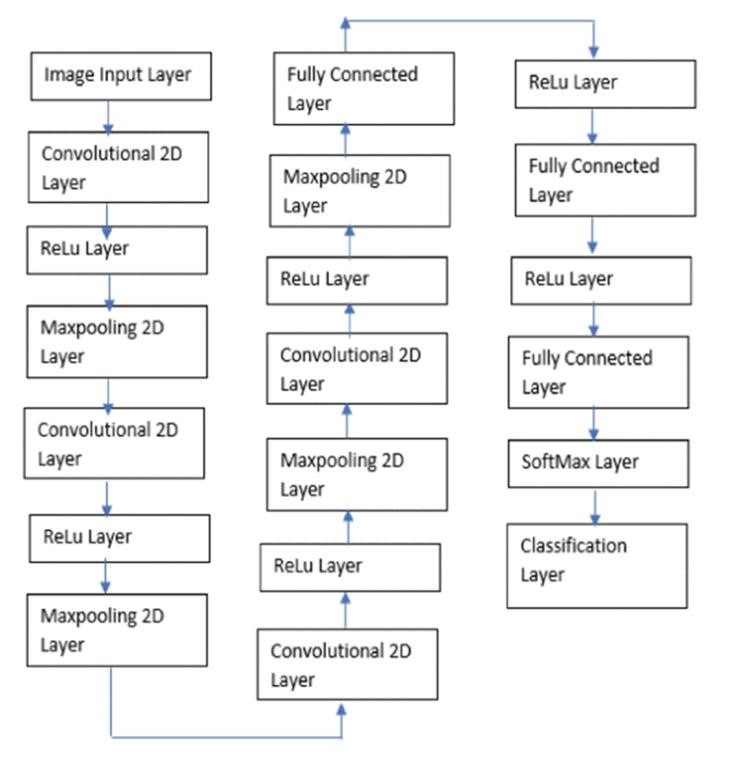 Image Input Layer
Convolutional 2D
Layer
ReLu Layer
Maxpooling 2D
Layer
Convolutional 2D
Layer
ReLu Layer
Maxpooling 2D
Layer
Convolutional 2D
Layer
ReLu Layer
Maxpooling 2D
Layer
Convolutional 2D
Layer
ReLu Layer
Maxpooling 2D
Layer
Fully Connected
Layer
ReLu Layer
Fully Connected
Layer
ReLu Layer
Fully Connected
Layer
SoftMax Layer
Classification
Layer